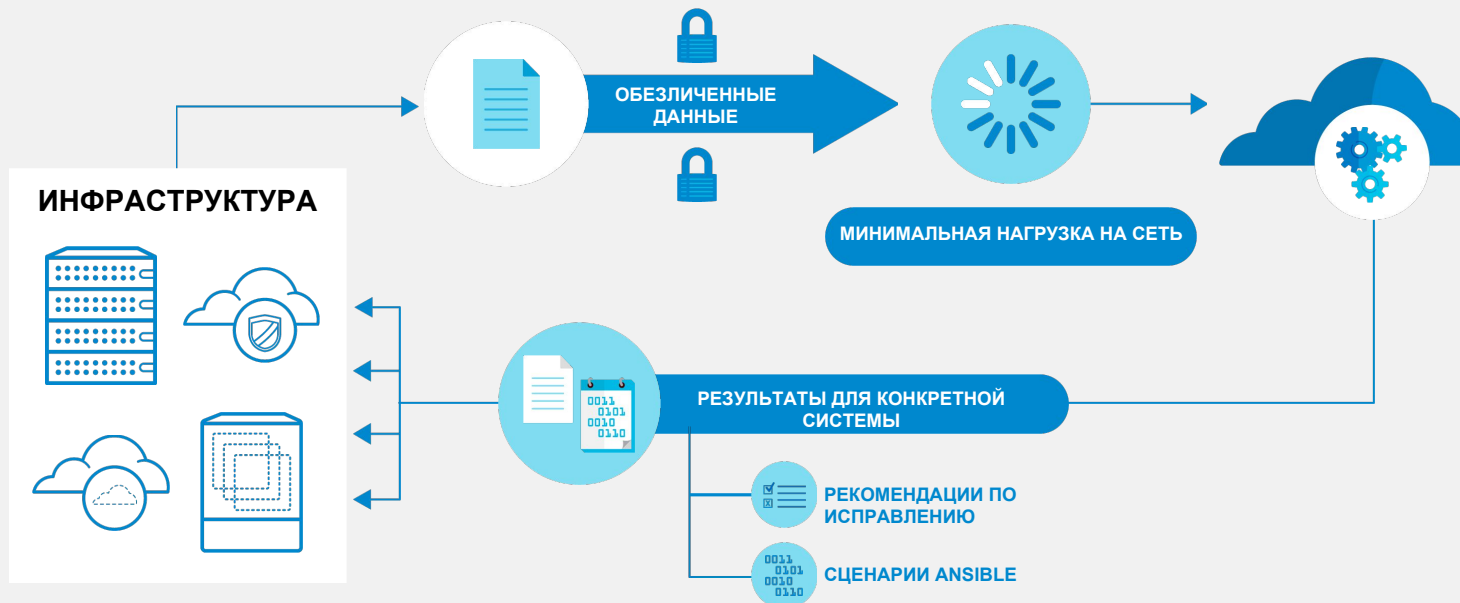 ОБЕЗЛИЧЕННЫЕ
ДАННЫЕ
ИНФРАСТРУКТУРА
МИНИМАЛЬНАЯ НАГРУЗКА НА СЕТЬ
РЕЗУЛЬТАТЫ ДЛЯ КОНКРЕТНОЙ
СИСТЕМЫ
0011
0101
0010
0110
РЕКОМЕНДАЦИИ ПО
ИСПРАВЛЕНИЮ
0011
0101
0010
0110
СЦЕНАРИИ ANSIBLE